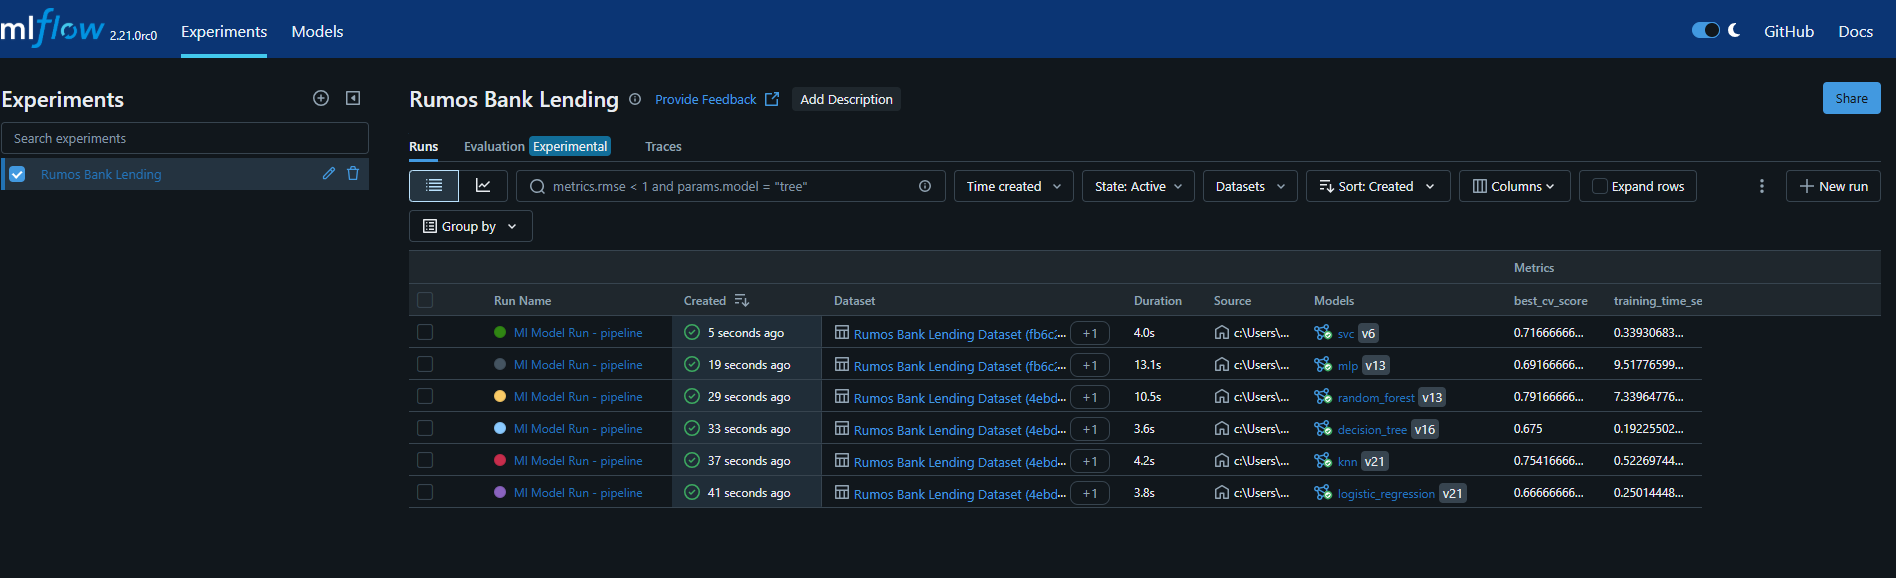 mlflow 2.21.0rc0 Experiments Models GitHub Docs
Experiments
Search experiments
Rumos Bank Lending
Rumos Bank Lending Provide Feedback Add Description Share
Runs Evaluation Experimental Traces
metrics.rmse < 1 and params.model = "tree" Time created State: Active Datasets Sort: Created Columns Expand rows New run
Group by
Metrics
Run Name Created Dataset Duration Source Models best_cv_score training_time_se
Ml Model Run - pipeline 5 seconds ago Rumos Bank Lending Dataset (fb6c2... +1 4.0s c:\Users\... svc v6 0.71666666... 0.33930683...
Ml Model Run - pipeline 19 seconds ago Rumos Bank Lending Dataset (fb6c2... +1 13.1s c:\Users\... mlp v13 0.69166666... 9.51776599...
Ml Model Run - pipeline 29 seconds ago Rumos Bank Lending Dataset (4ebd... +1 10.5s c:\Users\... random_forest v13 0.79166666... 7.33964776...
Ml Model Run - pipeline 33 seconds ago Rumos Bank Lending Dataset (4ebd... +1 3.6s c:\Users\... decision_tree v16 0.675 0.19225502...
Ml Model Run - pipeline 37 seconds ago Rumos Bank Lending Dataset (4ebd... +1 4.2s c:\Users\... knn v21 0.75416666... 0.52269744...
Ml Model Run - pipeline 41 seconds ago Rumos Bank Lending Dataset (4ebd... +1 3.8s c:\Users\... logistic_regression v21 0.66666666... 0.25014448...